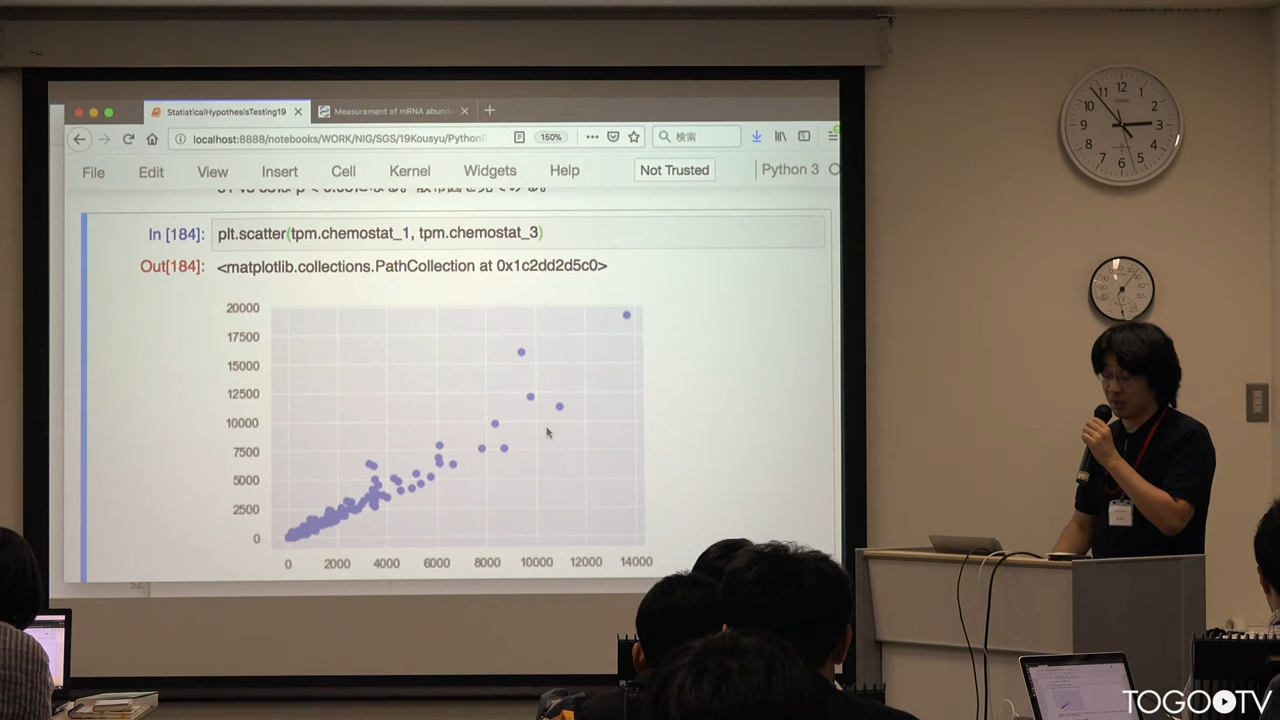 StatisticalHypothesisTesting19
Measurement of mRNA abund
localhost:8888/notebooks/WORK/NIG/SGS/19Kousyu/Python
150%
検索
File Edit View Insert Cell Kernel Widgets Help Not Trusted Python 3
In [184]: plt.scatter(tpm.chemostat_1, tpm.chemostat_3)
Out[184]: <matplotlib.collections.PathCollection at 0x1c2dd2d5c0>
20000
17500
15000
12500
10000
7500
5000
2500
0
0 2000 4000 6000 8000 10000 12000 14000
12
11 1
10 2
9 3
8 4
7 5
6
TOGOTV